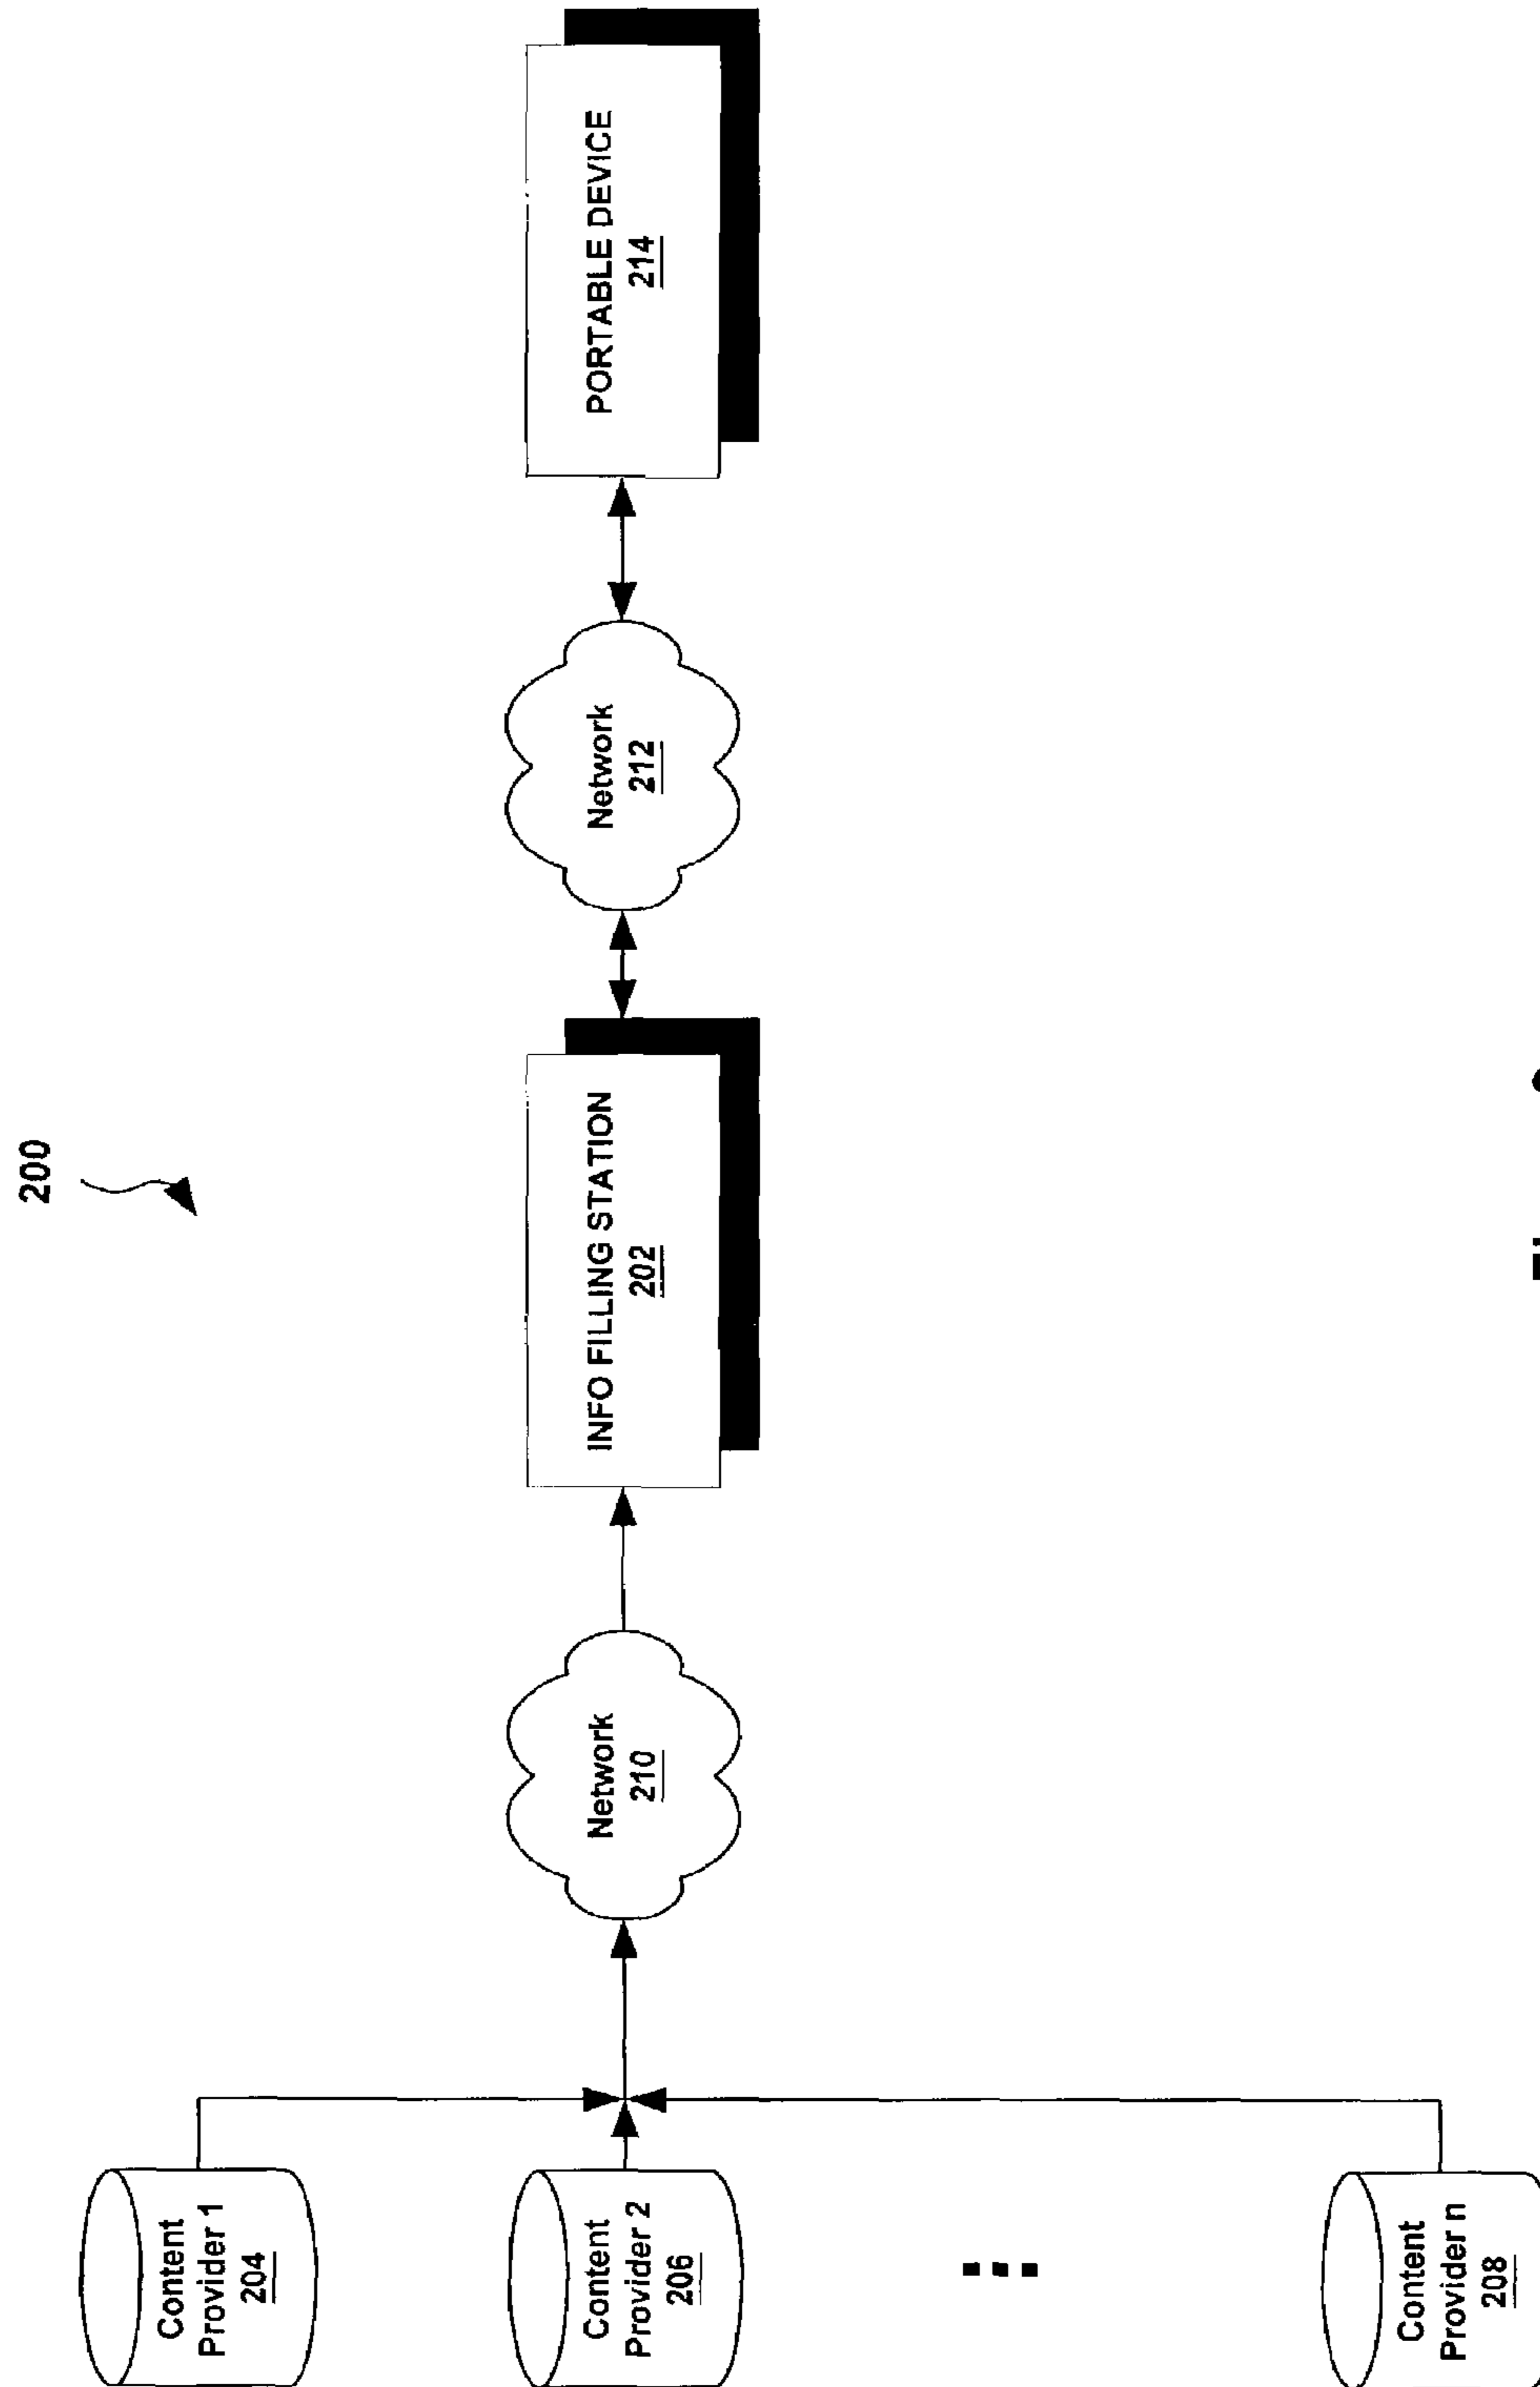 200
Content
Provider 1
204
Content
Provider 2
206
Content
Provider n
208
Network
210
INFO FILLING STATION
202
Network
212
PORTABLE DEVICE
214